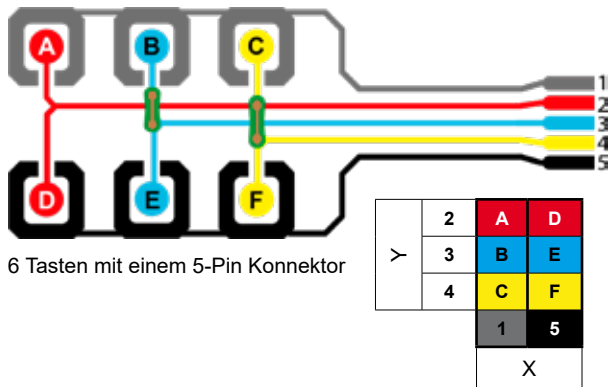 A B C
1
2
3
4
5
D E F
6 Tasten mit einem 5-Pin Konnektor
Y
2 A D
3 B E
4 C F
1 5
X